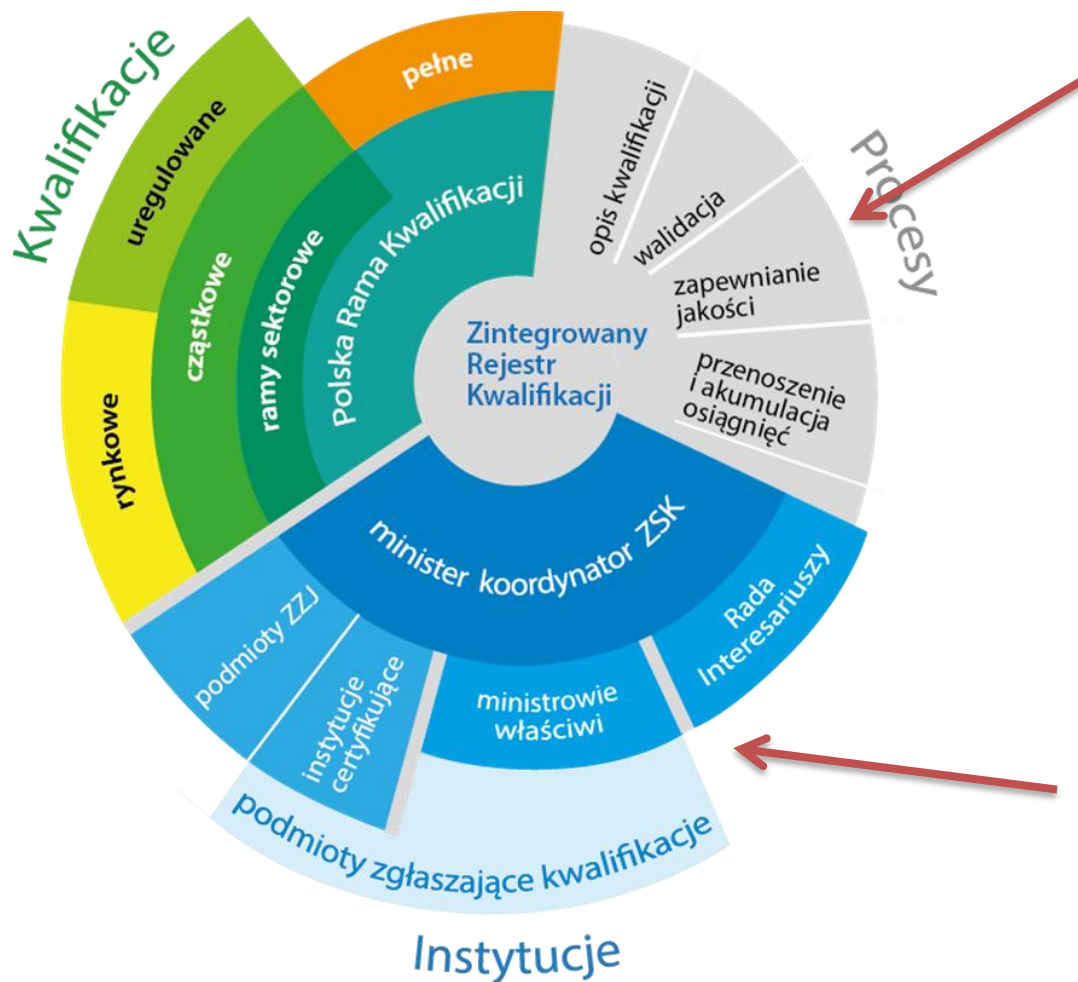 Kwalifikacje
uregulowane
rynkowe
cząstkowe
ramy sektorowe
pełne
Polska Rama Kwalifikacji
Zintegrowany
Rejestr
Kwalifikacji
Procesy
opis kwalifikacji
walidacja
zapewnianie
jakości
przenoszenie
i akumulacja
osiągnięć
minister koordynator ZSK
podmioty ZZJ
instytucje
certyfikujące
ministrowie
właściwi
Rada
Interesariuszy
podmioty zgłaszające kwalifikacje
Instytucje